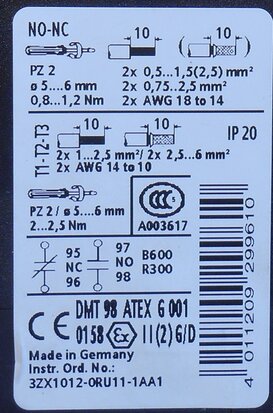 NO-NC
10 10
PZ 2 2x 0,5...1,5(2,5) mm²
ø 5....6 mm 2x 0,75...2,5 mm²
0,8...1,2 Nm 2x AWG 18 to 14
T1-T2-T3
10 10 IP 20
2x 1...2,5 mm²/ 2x 2,5...6 mm²
2x AWG 14 to 10
PZ 2 / ø 5...6 mm
2...2,5 Nm
CCC S
A003617
95 97
NC NO B600
96 98 R300
DMT 98 ATEX G 001
CE 0158 Ex II(2)G/D
Made in Germany
Instr. Ord. No.:
3ZX1012-0RU11-1AA1
4 011209 299610